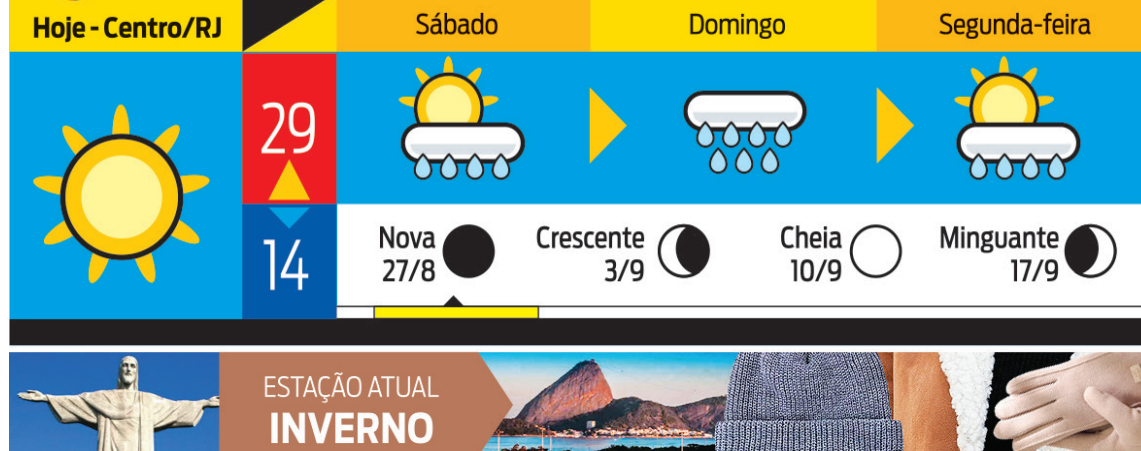 Hoje - Centro/RJ
Sábado
Domingo
Segunda-feira
29
14
Nova
27/8
Crescente
3/9
Cheia
10/9
Minguante
17/9
ESTAÇÃO ATUAL
INVERNO